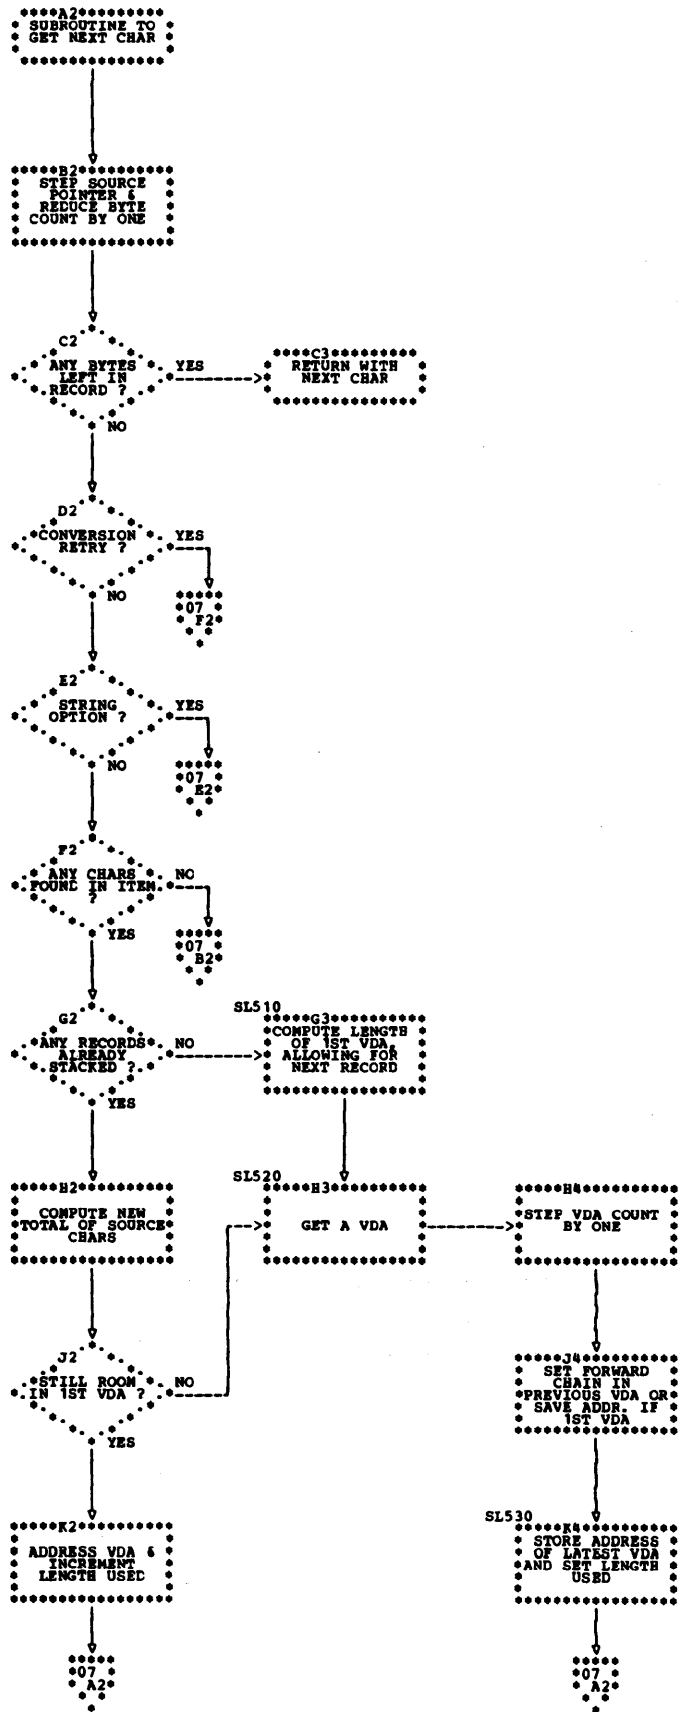 A2
SUBROUTINE TO
GET NEXT CHAR
B2
STEP SOURCE
POINTER &
REDUCE BYTE
COUNT BY ONE
C2
ANY BYTES
LEFT IN
RECORD ?
YES
NO
C3
RETURN WITH
NEXT CHAR
D2
CONVERSION
RETRY ?
YES
NO
07
F2
E2
STRING
OPTION ?
YES
NO
07
E2
F2
ANY CHARS
FOUND IN ITEM
?
NO
YES
07
B2
G2
ANY RECORDS
ALREADY
STACKED ?
NO
YES
SL510
G3
COMPUTE LENGTH
OF 1ST VDA,
ALLOWING FOR
NEXT RECORD
H2
COMPUTE NEW
TOTAL OF SOURCE
CHARS
SL520
H3
GET A VDA
H4
STEP VDA COUNT
BY ONE
J2
STILL ROOM
IN 1ST VDA ?
NO
YES
J4
SET FORWARD
CHAIN IN
PREVIOUS VDA OR
SAVE ADDR. IF
1ST VDA
K2
ADDRESS VDA &
INCREMENT
LENGTH USED
SL530
K4
STORE ADDRESS
OF LATEST VDA
AND SET LENGTH
USED
07
A2
07
A2